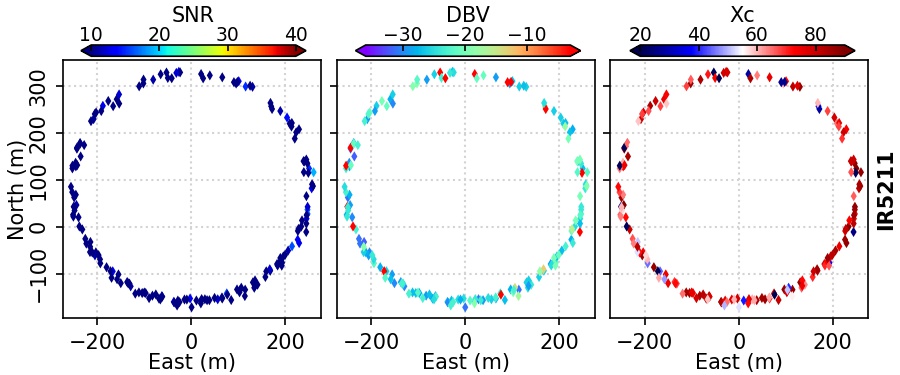 SNR DBV Xc
10 20 30 40 −30 −20 −10 20 40 60 80
300
200
100
0
−100
North (m)
IR5211
−200 0 200 −200 0 200 −200 0 200
East (m) East (m) East (m)